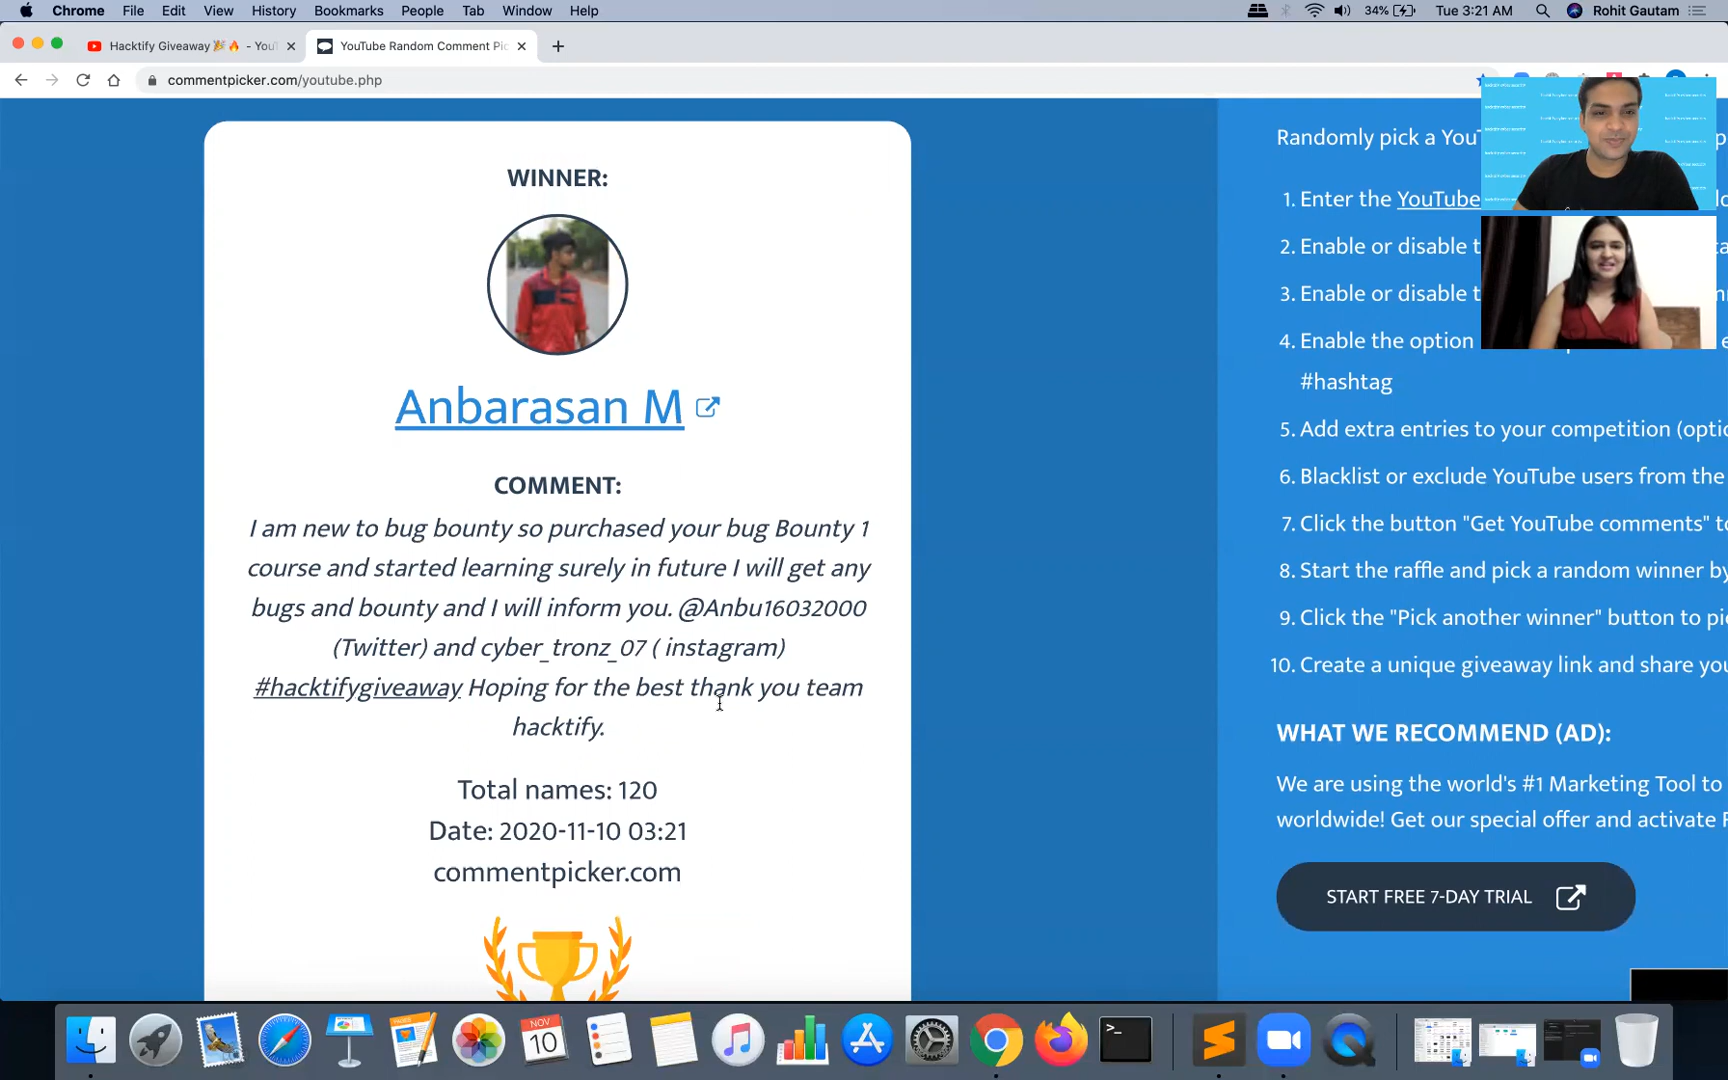 Chrome File Edit View History Bookmarks People Tab Window Help 34% Tue 3:21 AM Rohit Gautam
Hacktify Giveaway🎉🔥 - YouT YouTube Random Comment Pic
commentpicker.com/youtube.php
WINNER:
Anbarasan M
COMMENT:
I am new to bug bounty so purchased your bug Bounty 1
course and started learning surely in future I will get any
bugs and bounty and I will inform you. @Anbu16032000
(Twitter) and cyber_tronz_07 ( instagram)
#hacktifygiveaway Hoping for the best thank you team
hacktify.
Total names: 120
Date: 2020-11-10 03:21
commentpicker.com
Randomly pick a You
1. Enter the YouTube
2. Enable or disable t
3. Enable or disable t
4. Enable the option
#hashtag
5. Add extra entries to your competition (optio
6. Blacklist or exclude YouTube users from the
7. Click the button "Get YouTube comments" to
8. Start the raffle and pick a random winner by
9. Click the "Pick another winner" button to pic
10. Create a unique giveaway link and share you
WHAT WE RECOMMEND (AD):
We are using the world's #1 Marketing Tool to
worldwide! Get our special offer and activate F
START FREE 7-DAY TRIAL
NOV
10